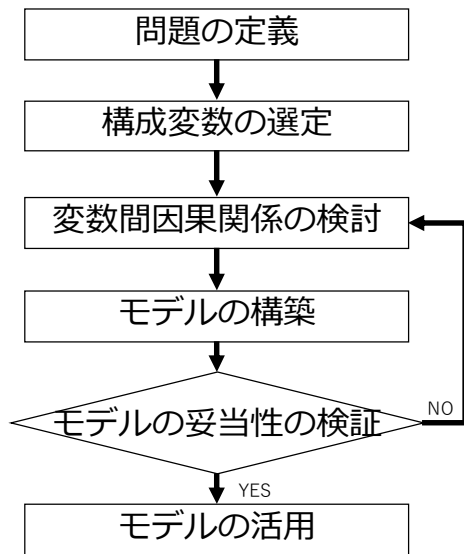 問題の定義
構成変数の選定
変数間因果関係の検討
モデルの構築
モデルの妥当性の検証
NO
YES
モデルの活用